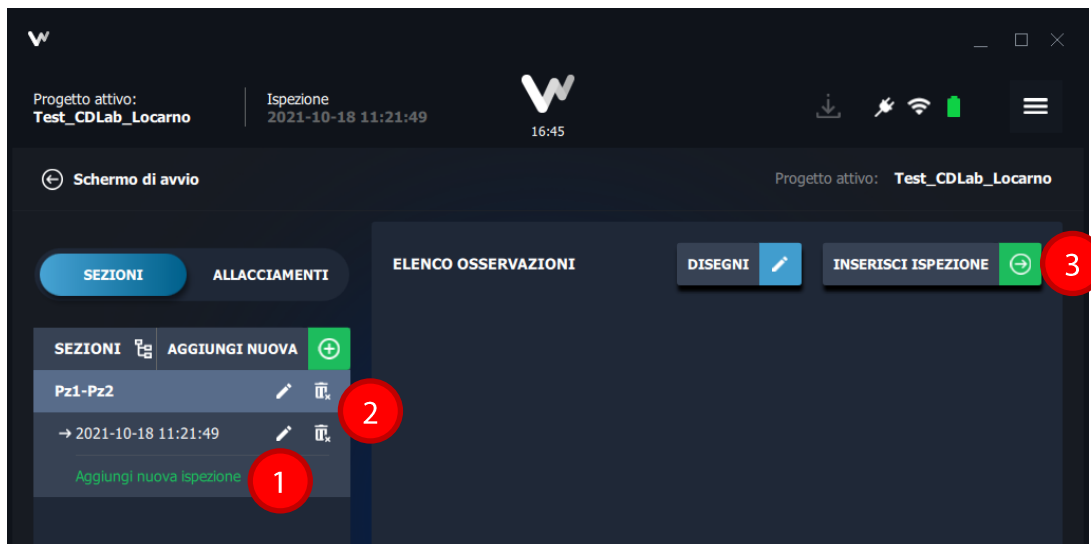 Progetto attivo:
Test_CDLab_Locarno
Ispezione
2021-10-18 11:21:49
16:45
Schermo di avvio
Progetto attivo: Test_CDLab_Locarno
SEZIONI ALLACCIAMENTI
ELENCO OSSERVAZIONI
DISEGNI
INSERISCI ISPEZIONE
3
SEZIONI AGGIUNGI NUOVA
Pz1-Pz2
2
→ 2021-10-18 11:21:49
Aggiungi nuova ispezione
1